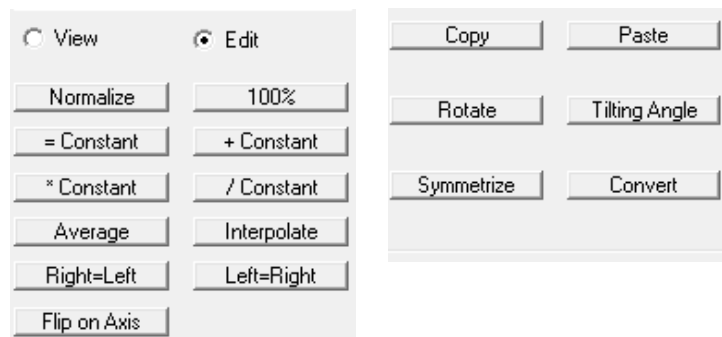 View Edit
Normalize 100%
= Constant + Constant
* Constant / Constant
Average Interpolate
Right=Left Left=Right
Flip on Axis
Copy Paste
Rotate Tilting Angle
Symmetrize Convert